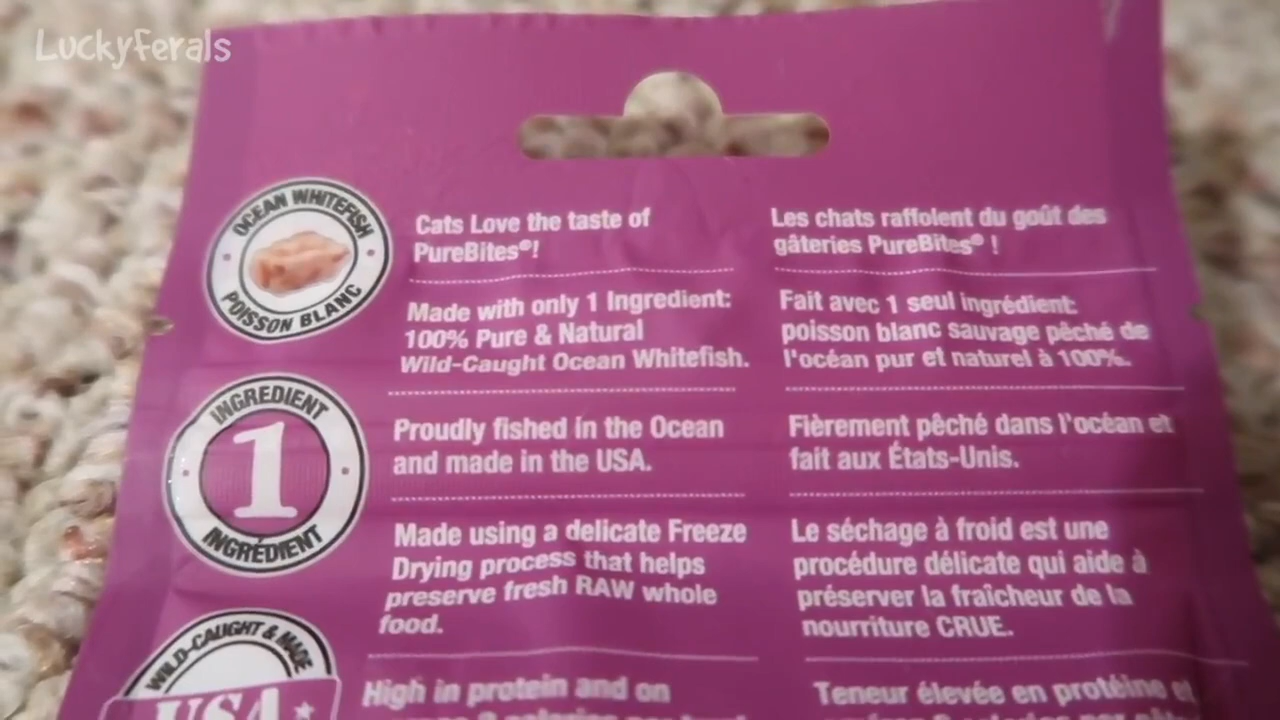 LuckyFerals
OCEAN WHITEFISH
POISSON BLANC
Cats Love the taste of
PureBites®!
Made with only 1 Ingredient:
100% Pure & Natural
Wild-Caught Ocean Whitefish.
INGREDIENT
1
INGRÉDIENT
Proudly fished in the Ocean
and made in the USA.
Made using a delicate Freeze
Drying process that helps
preserve fresh RAW whole
food.
WILD-CAUGHT & MADE
USA
High in protein and on
Les chats raffolent du goût des
gâteries PureBites® !
Fait avec 1 seul ingrédient:
poisson blanc sauvage pêché de
l'océan pur et naturel à 100%.
Fièrement pêché dans l'océan et
fait aux États-Unis.
Le séchage à froid est une
procédure délicate qui aide à
préserver la fraîcheur de la
nourriture CRUE.
Teneur élevée en protéine et